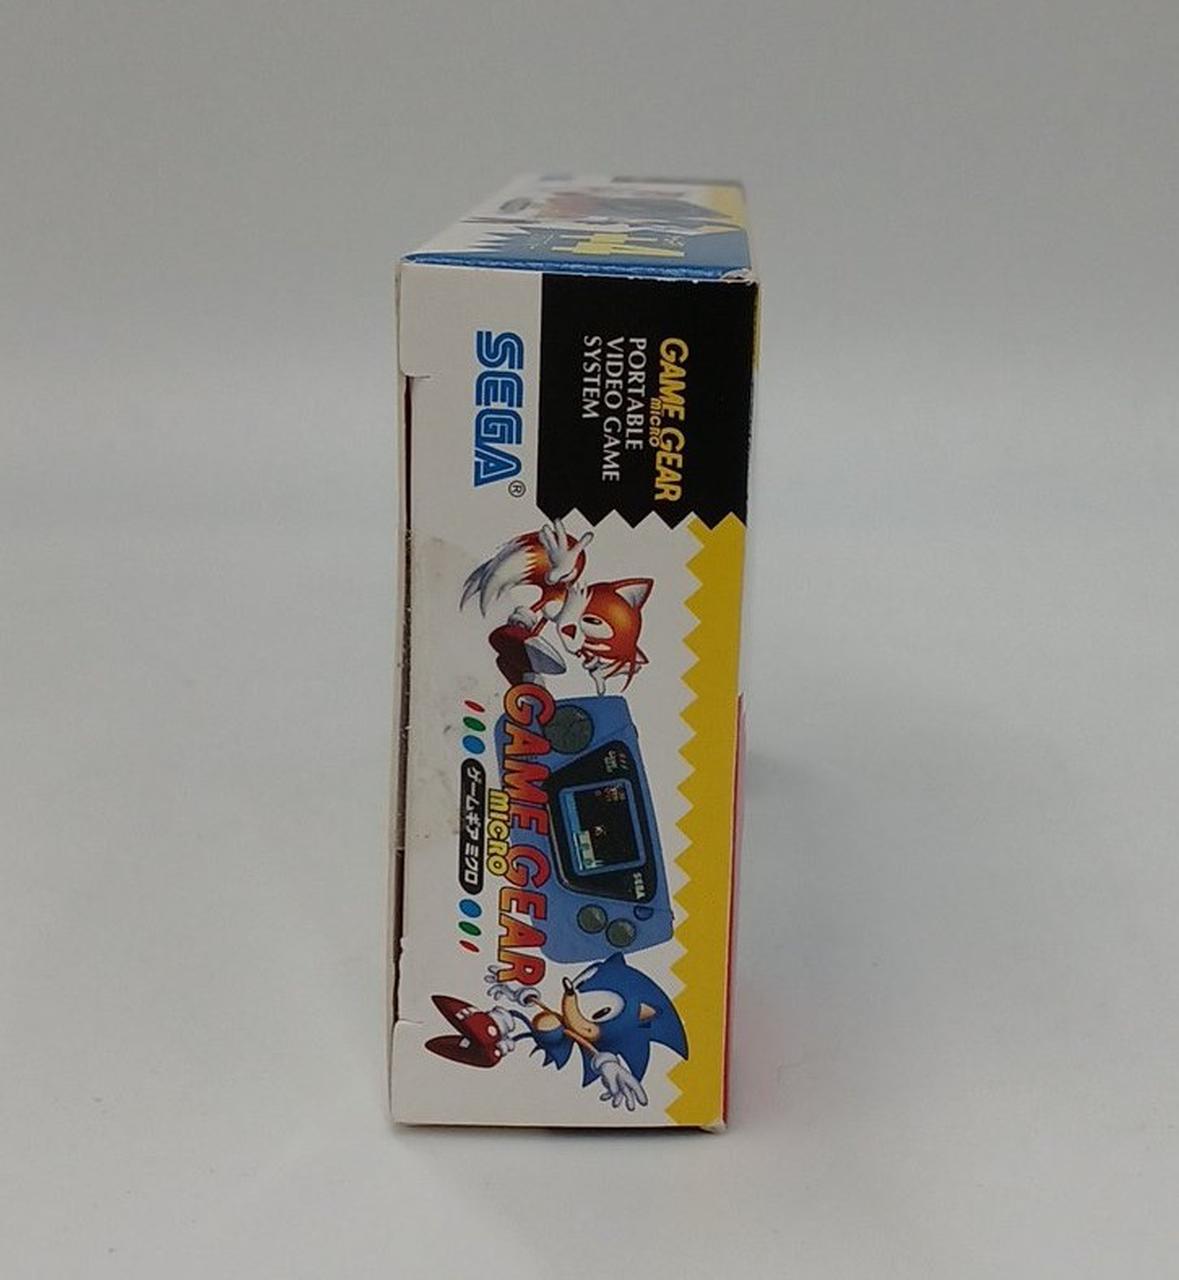 GAME GEAR
micro
PORTABLE
VIDEO GAME
SYSTEM
SEGA®
SEGA
GAME GEAR
micro
ゲームギア ミクロ